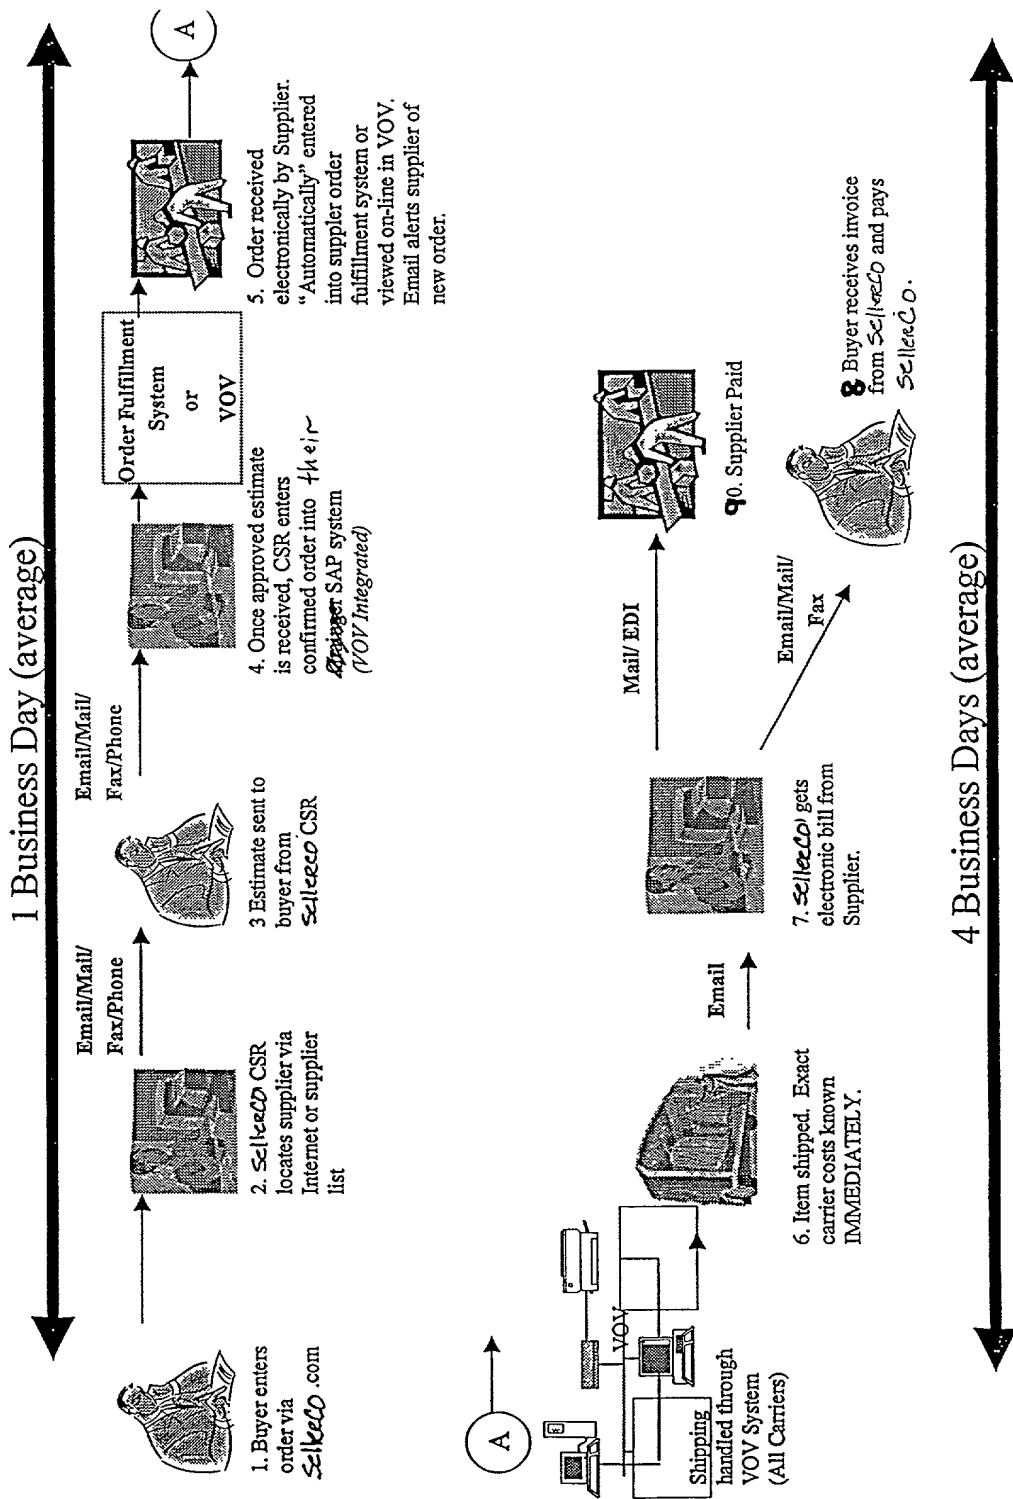 1 Business Day (average)
1. Buyer enters
order via
SellerCO .com
2. SellerCO CSR
locates supplier via
Internet or supplier
list
Email/Mail/
Fax/Phone
3 Estimate sent to
buyer from
SellerCO CSR
Email/Mail/
Fax/Phone
4. Once approved estimate
is received, CSR enters
confirmed order into their
SAP system
(VOV Integrated)
Order Fulfillment
System
or
VOV
5. Order received
electronically by Supplier.
"Automatically" entered
into suppler order
fulfillment system or
viewed on-line in VOV.
Email alerts supplier of
new order.
A
A
VOV
Shipping
handled through
VOV System
(All Carriers)
6. Item shipped. Exact
carrier costs known
IMMEDIATELY.
Email
7. SellerCO gets
electronic bill from
Supplier.
Mail/ EDI
90. Supplier Paid
Email/Mail/
Fax
8 Buyer receives invoice
from SellerCO and pays
SellerCO.
4 Business Days (average)